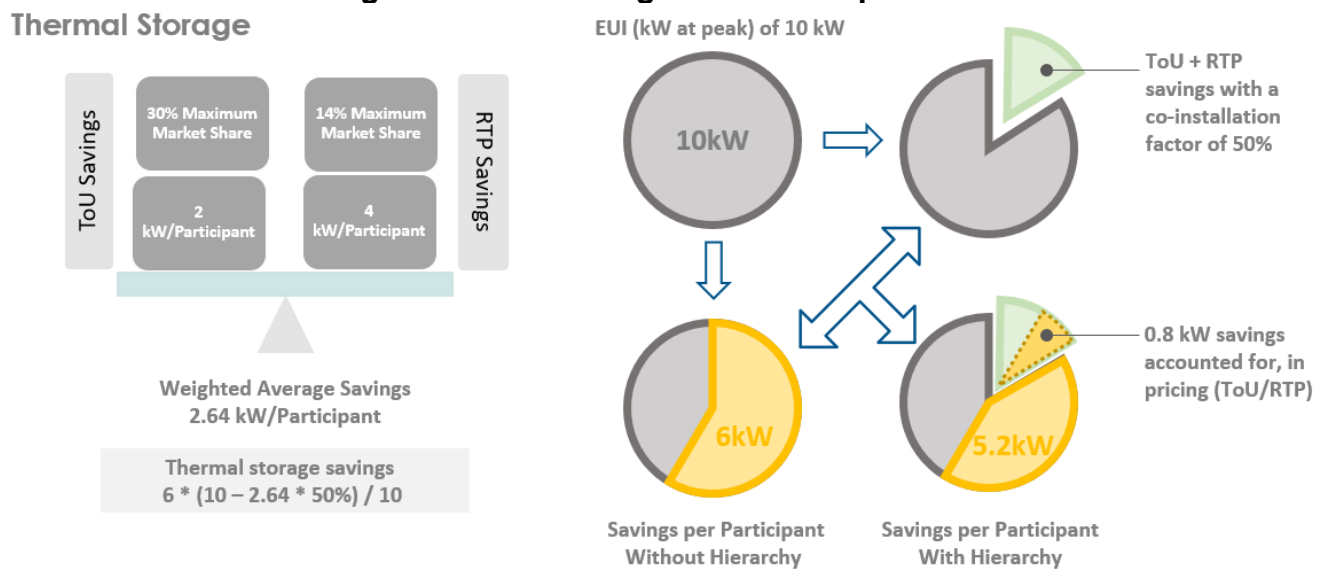 Thermal Storage
ToU Savings
30% Maximum
Market Share
14% Maximum
Market Share
2
kW/Participant
4
kW/Participant
RTP Savings
Weighted Average Savings
2.64 kW/Participant
Thermal storage savings
6 * (10 – 2.64 * 50%) / 10
EUI (kW at peak) of 10 kW
10kW
ToU + RTP
savings with a
co-installation
factor of 50%
6kW
Savings per Participant
Without Hierarchy
5.2kW
Savings per Participant
With Hierarchy
0.8 kW savings
accounted for, in
pricing (ToU/RTP)